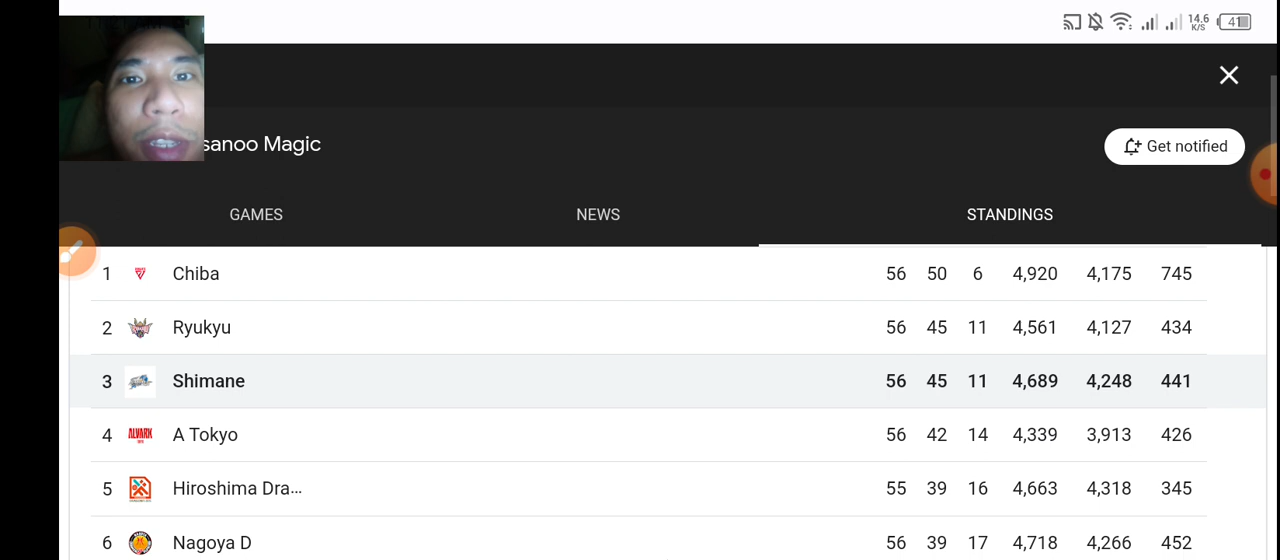 14.6 K/S 41
sanoo Magic
Get notified
GAMES NEWS STANDINGS
1 Chiba 56 50 6 4,920 4,175 745
2 Ryukyu 56 45 11 4,561 4,127 434
3 Shimane 56 45 11 4,689 4,248 441
4 ALVARK A Tokyo 56 42 14 4,339 3,913 426
5 Hiroshima Dra... 55 39 16 4,663 4,318 345
6 Nagoya D 56 39 17 4,718 4,266 452